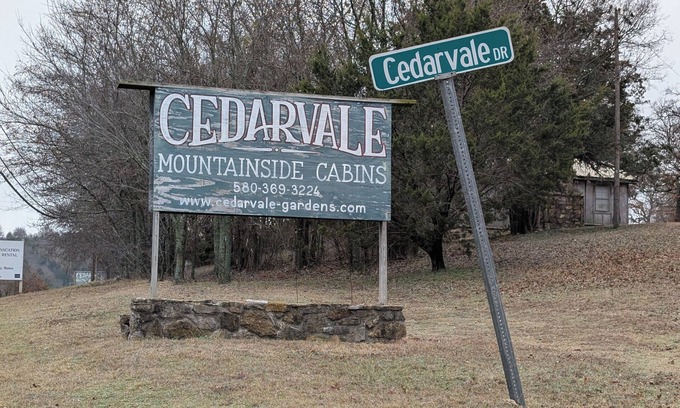 Cedarvale DR
CEDARVALE
MOUNTAINSIDE CABINS
580-369-3224
www.cedarvale-gardens.com